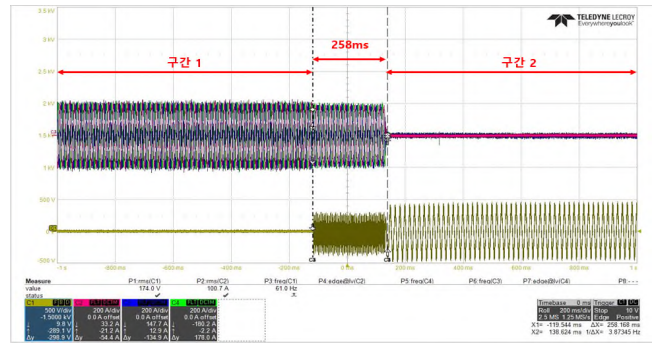 3.5 kV
TELEDYNE LECROY
Everywhereyoulook
3 kV
258ms
2.5 kV
구간 1
구간 2
2 kV
1.5 kV
1 kV
500 V
0 V
-500 V
-1 s
-800 ms
-600 ms
-400 ms
-200 ms
0 s
200 ms
400 ms
600 ms
800 ms
1 s
Measure P1:rms(C1) P2:rms(C2) P3:freq(C1) P4:edge@lv(C2) P5:freq(C4) P6:freq(C3) P7:edge@lv(C4) P8:- - -
value 174.0 V 100.7 A 61.0 Hz
status
C1 C2 C3 C4
500 V/div 200 A/div 200 A/div 200 A/div
-1.5000 kV 0.0 A offset 0.0 A offset 0.0 A offset
9.8 V 33.2 A 147.7 A -180.2 A
-289.1 V -21.2 A 12.9 A -2.2 A
Δy -298.9 V Δy -54.4 A Δy -134.9 A Δy 178.0 A
Timebase 0 ms Trigger C1 DC
Roll 200 ms/div Stop 10 V
2.5 MS 1.25 MS/s Edge Positive
X1= -119.544 ms ΔX= 258.168 ms
X2= 138.624 ms 1/ΔX= 3.87345 Hz